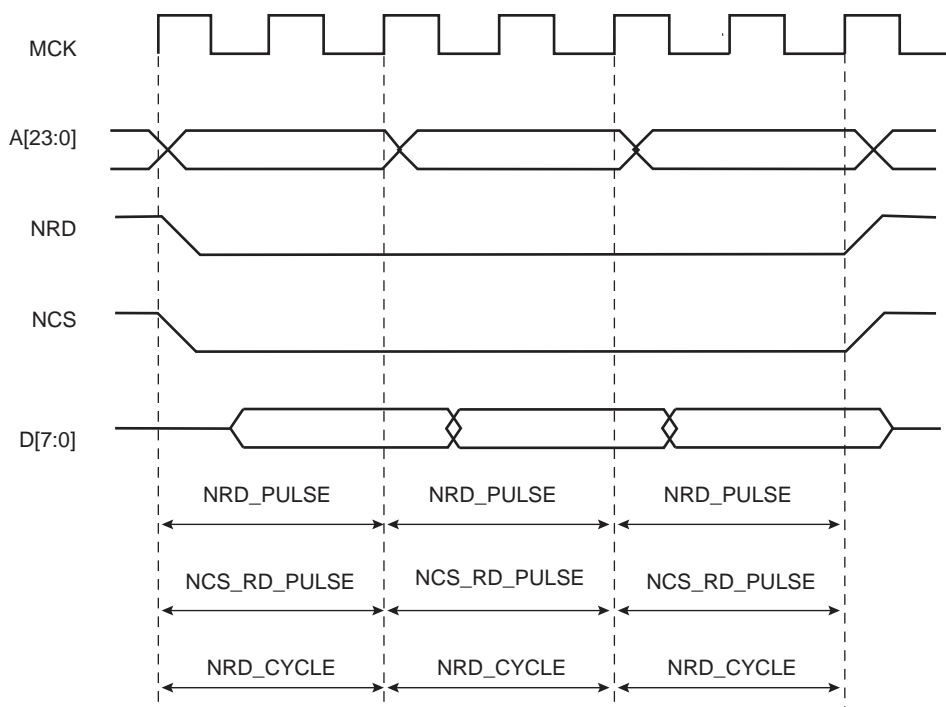 MCK
A[23:0]
NRD
NCS
D[7:0]
NRD_PULSE NRD_PULSE NRD_PULSE
NCS_RD_PULSE NCS_RD_PULSE NCS_RD_PULSE
NRD_CYCLE NRD_CYCLE NRD_CYCLE